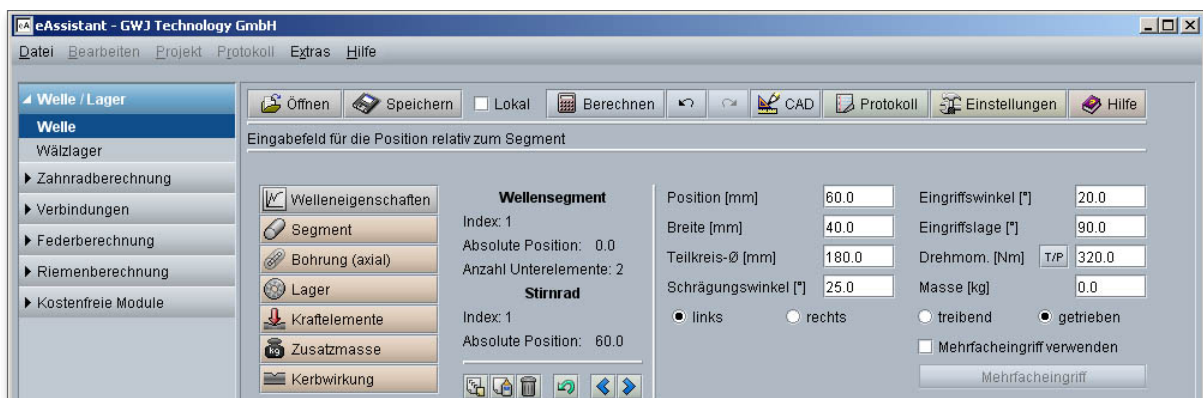 eA eAssistant - GWJ Technology GmbH
Datei Bearbeiten Projekt Protokoll Extras Hilfe
Welle / Lager
Welle
Wälzlager
Zahnradberechnung
Verbindungen
Federberechnung
Riemenberechnung
Kostenfreie Module
Öffnen Speichern Lokal Berechnen CAD Protokoll Einstellungen Hilfe
Eingabefeld für die Position relativ zum Segment
Welleneigenschaften
Segment
Bohrung (axial)
Lager
Kraftelemente
kg Zusatzmasse
Kerbwirkung
Wellensegment
Index: 1
Absolute Position: 0.0
Anzahl Unterelemente: 2
Stirnrad
Index: 1
Absolute Position: 60.0
Position [mm] 60.0
Breite [mm] 40.0
Teilkreis-Ø [mm] 180.0
Schrägungswinkel [°] 25.0
links rechts
Eingriffswinkel [°] 20.0
Eingriffslage [°] 90.0
Drehmom. [Nm] T/P 320.0
Masse [kg] 0.0
treibend getrieben
Mehrfacheingriff verwenden
Mehrfacheingriff